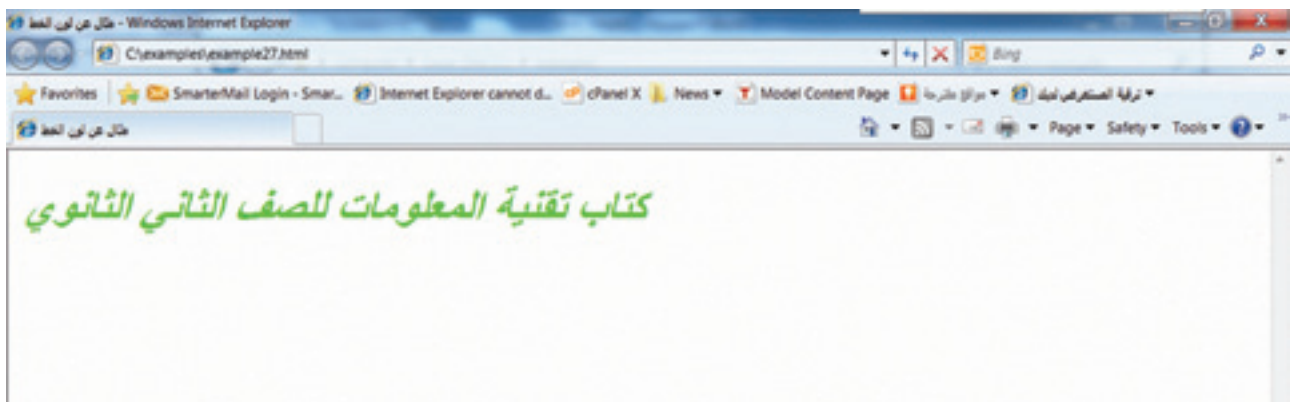 مثال عن لون الخط - Windows Internet Explorer
C:\examples\example27.html
Bing
Favorites SmarterMail Login - Smar... Internet Explorer cannot d... cPanel X News Model Content Page مواقع مقترحة ترقية المستعرض لديك
مثال عن لون الخط
Page Safety Tools
كتاب تقنية المعلومات للصف الثاني الثانوي